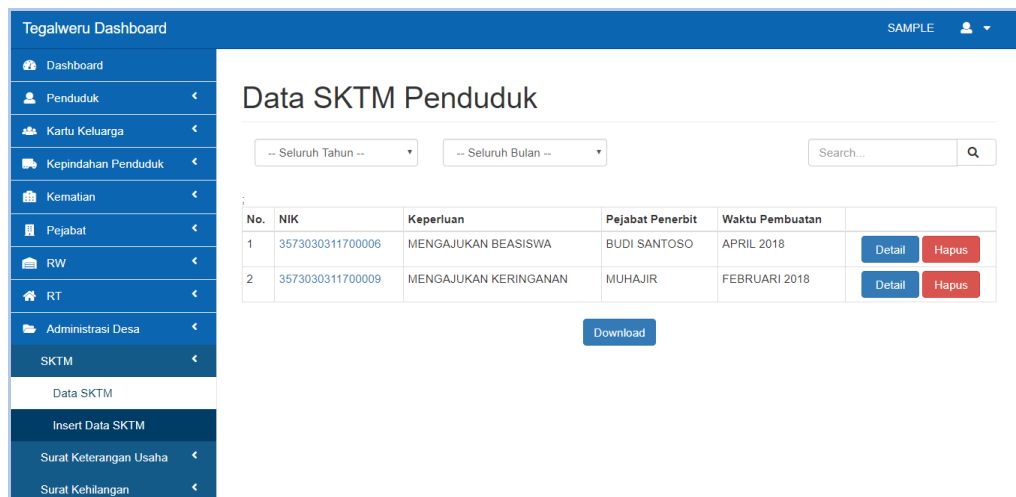 Tegalweru Dashboard
SAMPLE
Dashboard
Penduduk
Kartu Keluarga
Kepindahan Penduduk
Kematian
Pejabat
RW
RT
Administrasi Desa
SKTM
Data SKTM
Insert Data SKTM
Surat Keterangan Usaha
Surat Kehilangan
Data SKTM Penduduk
-- Seluruh Tahun -- -- Seluruh Bulan -- Search...
;
No. NIK Keperluan Pejabat Penerbit Waktu Pembuatan
1 3573030311700006 MENGAJUKAN BEASISWA BUDI SANTOSO APRIL 2018 Detail Hapus
2 3573030311700009 MENGAJUKAN KERINGANAN MUHAJIR FEBRUARI 2018 Detail Hapus
Download